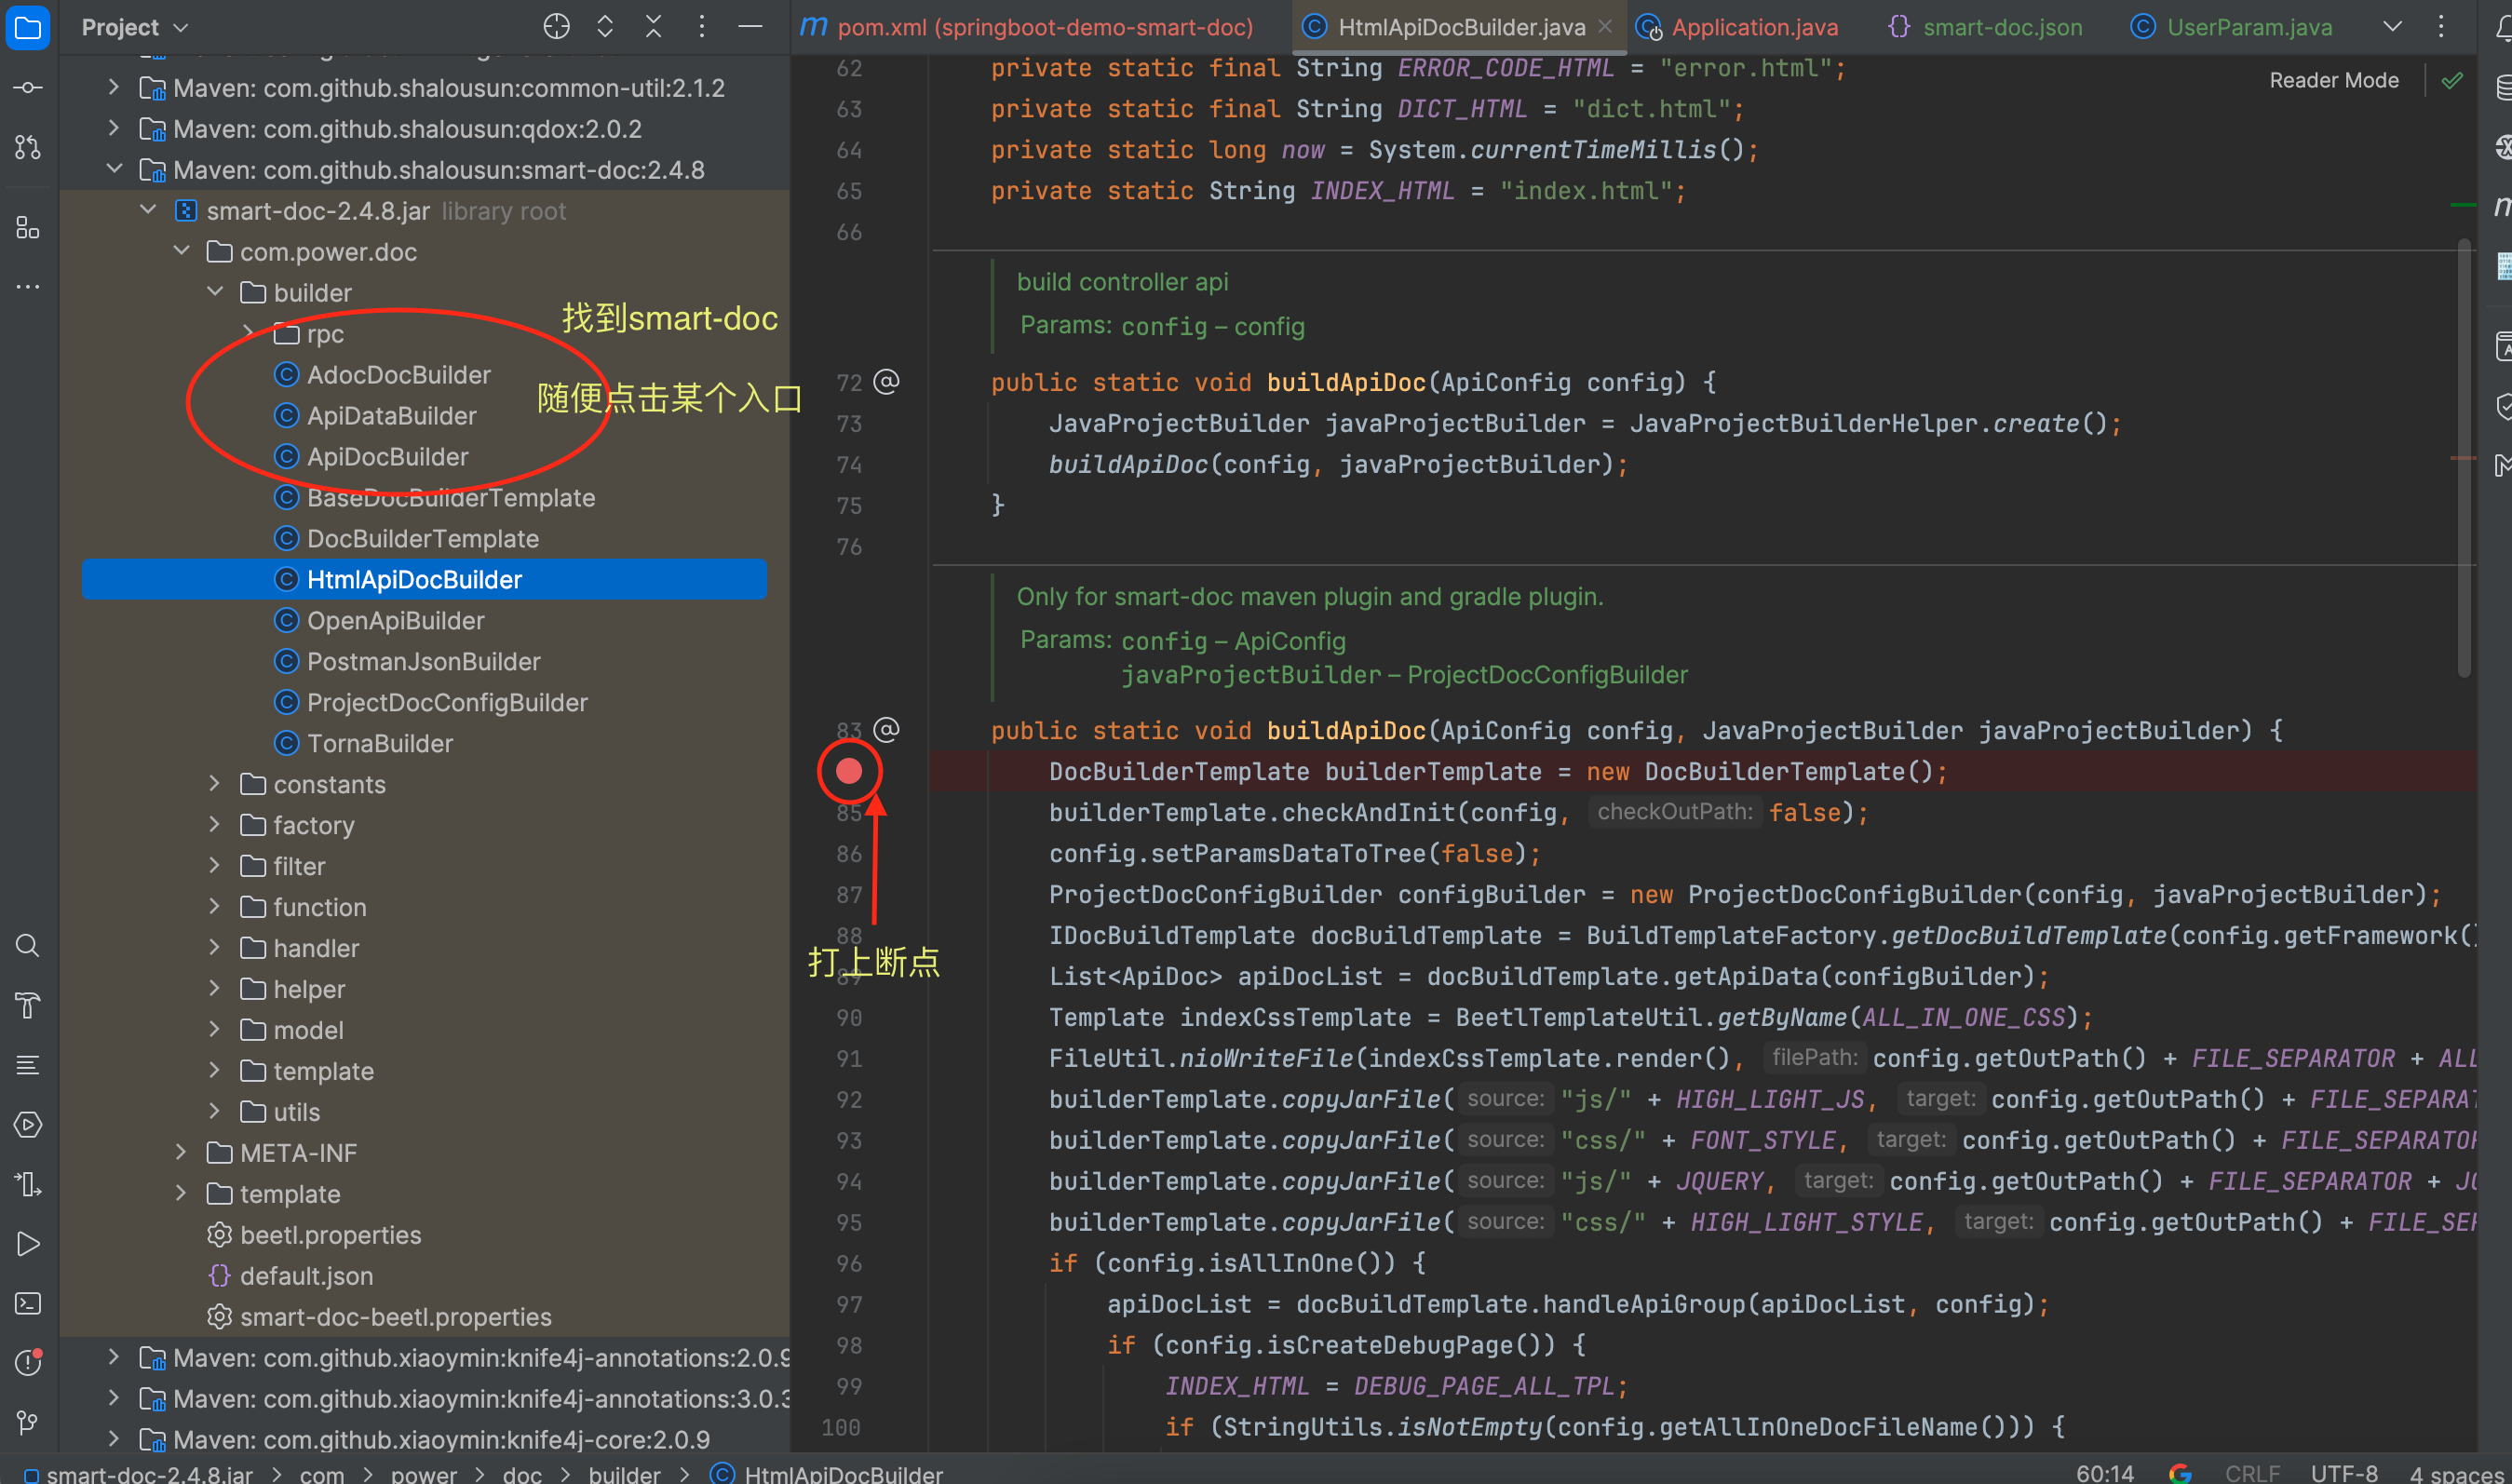 Project
pom.xml (springboot-demo-smart-doc)
HtmlApiDocBuilder.java
Application.java
smart-doc.json
UserParam.java
Maven: com.github.shalousun:common-util:2.1.2
Maven: com.github.shalousun:qdox:2.0.2
Maven: com.github.shalousun:smart-doc:2.4.8
smart-doc-2.4.8.jar library root
com.power.doc
builder
rpc
AdocDocBuilder
ApiDataBuilder
ApiDocBuilder
BaseDocBuilderTemplate
DocBuilderTemplate
HtmlApiDocBuilder
OpenApiBuilder
PostmanJsonBuilder
ProjectDocConfigBuilder
TornaBuilder
constants
factory
filter
function
handler
helper
model
template
utils
META-INF
template
beetl.properties
default.json
smart-doc-beetl.properties
Maven: com.github.xiaoymin:knife4j-annotations:2.0.9
Maven: com.github.xiaoymin:knife4j-annotations:3.0.3
Maven: com.github.xiaoymin:knife4j-core:2.0.9
找到smart-doc
随便点击某个入口
打上断点
Reader Mode
62 private static final String ERROR_CODE_HTML = "error.html";
63 private static final String DICT_HTML = "dict.html";
64 private static long now = System.currentTimeMillis();
65 private static String INDEX_HTML = "index.html";
66
build controller api
Params: config – config
72 @ public static void buildApiDoc(ApiConfig config) {
73 JavaProjectBuilder javaProjectBuilder = JavaProjectBuilderHelper.create();
74 buildApiDoc(config, javaProjectBuilder);
75 }
76
Only for smart-doc maven plugin and gradle plugin.
Params: config – ApiConfig
javaProjectBuilder – ProjectDocConfigBuilder
83 @ public static void buildApiDoc(ApiConfig config, JavaProjectBuilder javaProjectBuilder) {
DocBuilderTemplate builderTemplate = new DocBuilderTemplate();
85 builderTemplate.checkAndInit(config, checkOutPath: false);
86 config.setParamsDataToTree(false);
87 ProjectDocConfigBuilder configBuilder = new ProjectDocConfigBuilder(config, javaProjectBuilder);
88 IDocBuildTemplate docBuildTemplate = BuildTemplateFactory.getDocBuildTemplate(config.getFramework()
89 List<ApiDoc> apiDocList = docBuildTemplate.getApiData(configBuilder);
90 Template indexCssTemplate = BeetlTemplateUtil.getByName(ALL_IN_ONE_CSS);
91 FileUtil.nioWriteFile(indexCssTemplate.render(), filePath: config.getOutPath() + FILE_SEPARATOR + ALL
92 builderTemplate.copyJarFile( source: "js/" + HIGH_LIGHT_JS, target: config.getOutPath() + FILE_SEPARAT
93 builderTemplate.copyJarFile( source: "css/" + FONT_STYLE, target: config.getOutPath() + FILE_SEPARATOR
94 builderTemplate.copyJarFile( source: "js/" + JQUERY, target: config.getOutPath() + FILE_SEPARATOR + JQ
95 builderTemplate.copyJarFile( source: "css/" + HIGH_LIGHT_STYLE, target: config.getOutPath() + FILE_SEP
96 if (config.isAllInOne()) {
97 apiDocList = docBuildTemplate.handleApiGroup(apiDocList, config);
98 if (config.isCreateDebugPage()) {
99 INDEX_HTML = DEBUG_PAGE_ALL_TPL;
100 if (StringUtils.isNotEmpty(config.getAllInOneDocFileName())) {
smart-doc-2.4.8.jar > com > power > doc > builder > HtmlApiDocBuilder
60:14 CRLF UTF-8 4 spaces